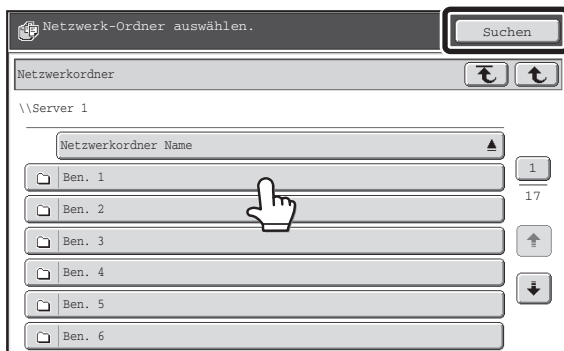 Netzwerk-Ordner auswählen.
Suchen
Netzwerkordner
\\Server 1
Netzwerkordner Name
Ben. 1
Ben. 2
Ben. 3
Ben. 4
Ben. 5
Ben. 6
1
17